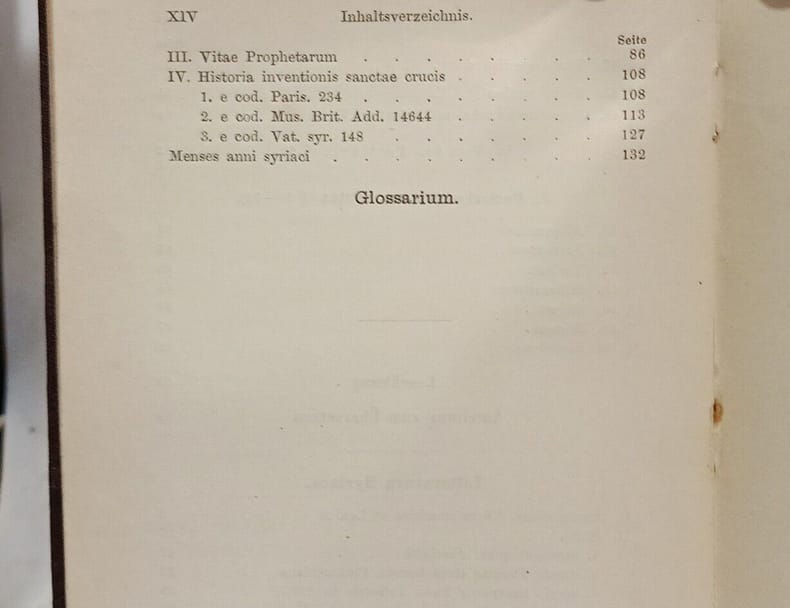 XIV Inhaltsverzeichnis.
Seite
III. Vitae Prophetarum . . . . . . . 86
IV. Historia inventionis sanctae crucis . . . . . 108
1. e cod. Paris. 234 . . . . . . . . 108
2. e cod. Mus. Brit. Add. 14644 . . . . . 113
3. e cod. Vat. syr. 148 . . . . . . . 127
Menses anni syriaci . . . . . . . . . 132
Glossarium.